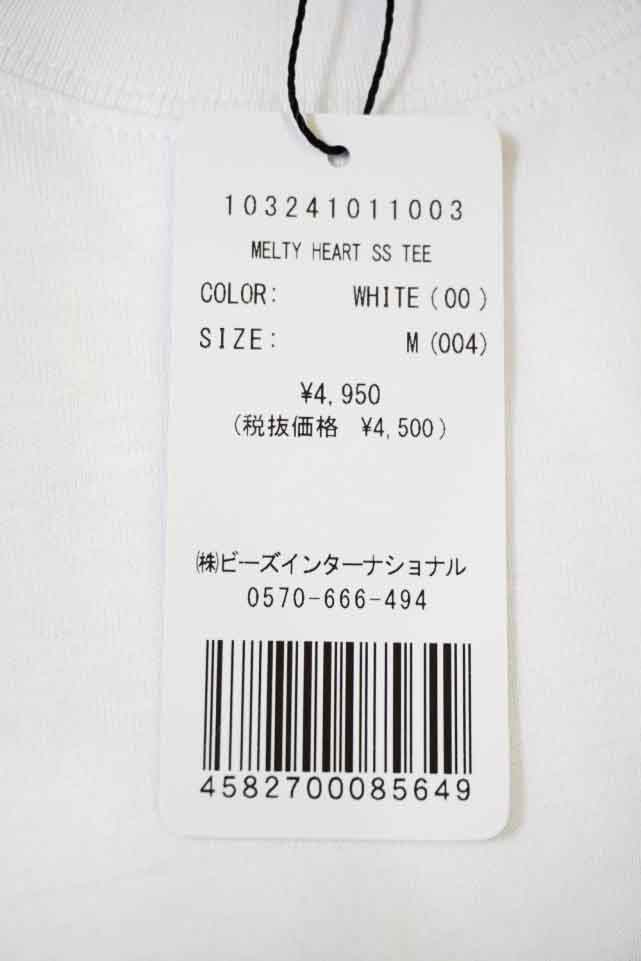 103241011003
MELTY HEART SS TEE
COLOR: WHITE(00)
SIZE: M(004)
¥4,950
(税抜価格 ¥4,500)
㈱ビーズインターナショナル
0570-666-494
4582700085649